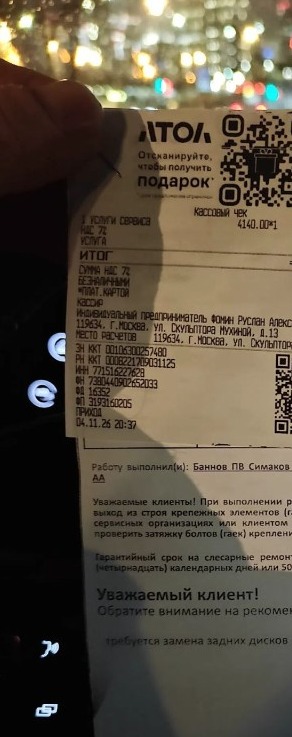 АТОЛ
Отсканируйте,
чтобы получить
подарок*
Кассовый чек
1 УСЛУГИ СЕРВИСА 4140.00*1
НДС 7%
УСЛУГА
ИТОГ
СУММА НДС 7%
БЕЗНАЛИЧНЫМИ
*ПЛАТ.КАРТОЙ
КАССИР
ИНДИВИДУАЛЬНЫЙ ПРЕДПРИНИМАТЕЛЬ ФОМИН РУСЛАН АЛЕКС
119634, Г.МОСКВА, УЛ. СКУЛЬПТОРА МУХИНОЙ, Д.13
МЕСТО РАСЧЕТОВ 119634, Г.МОСКВА, УЛ. СКУЛЬПТОРА
ЗН ККТ 00106300257480
РН ККТ 0008221709031125
ИНН 771516227628
ФН 7380440902652033
ФД 16352
ФП 3193160205
ПРИХОД
04.11.26 20:37
Работу выполнил(и): Баннов ПВ Симаков
АА
Уважаемые клиенты! При выполнении р
выход из строя крепежных элементов (га
сервисных организациях или клиентом
проверить затяжку болтов (гаек) креплени
Гарантийный срок на слесарные ремонт
(четырнадцать) календарных дней или 50
Уважаемый клиент!
Обратите внимание на рекомен
требуется замена задних дисков